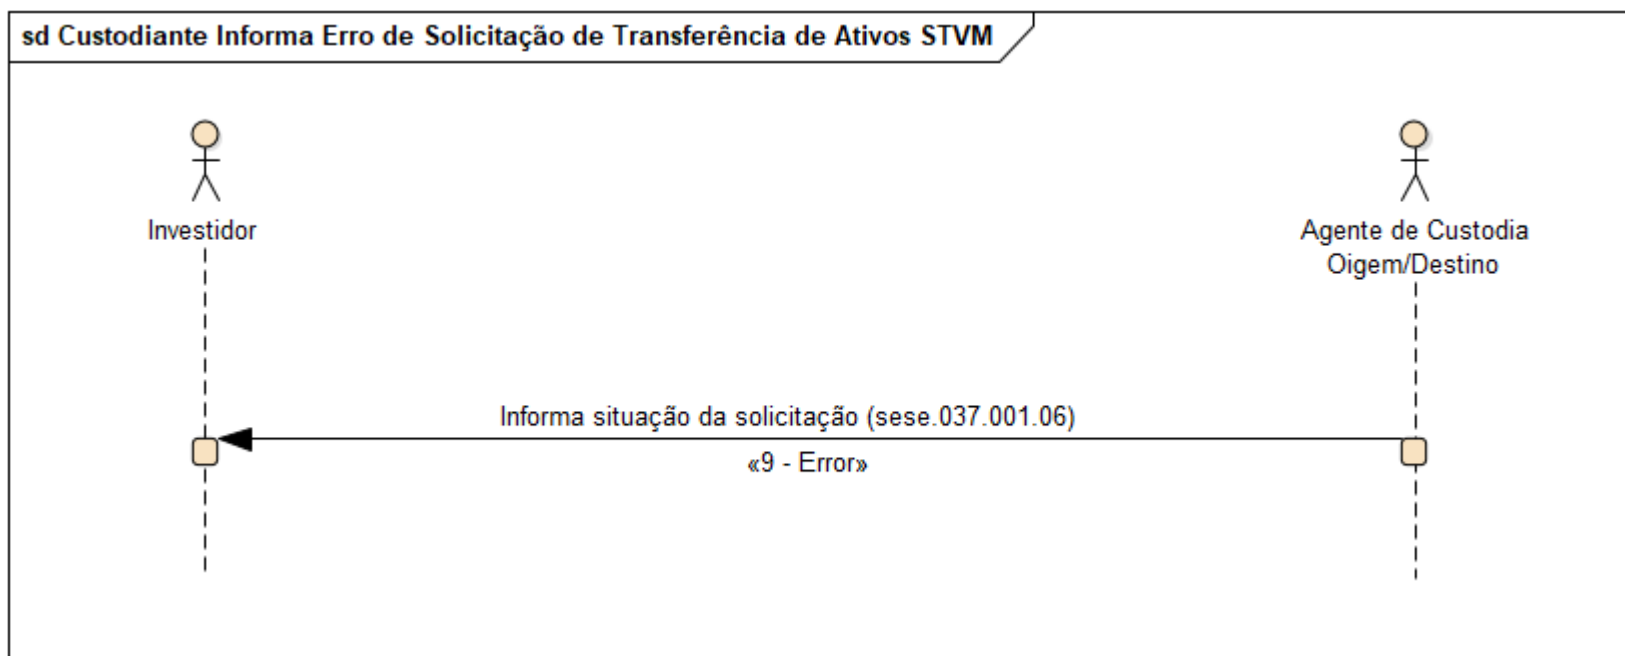 sd Custodiante Informa Erro de Solicitação de Transferência de Ativos STVM
Investidor
Agente de Custodia
Oigem/Destino
Informa situação da solicitação (sese.037.001.06)
«9 - Error»